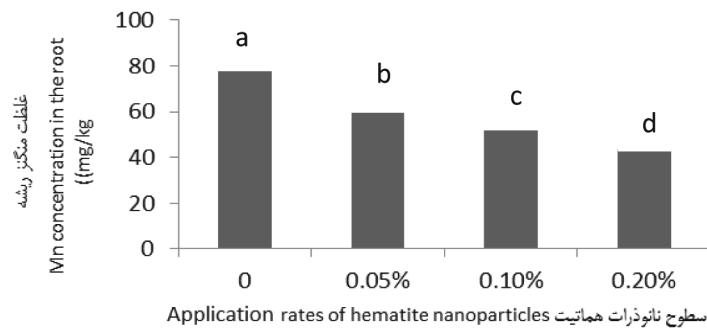 غلظت منگنز ریشه
Mn concentration in the root
((mg/kg
100
80
60
40
20
0
a
b
c
d
0 0.05% 0.10% 0.20%
Application rates of hematite nanoparticles سطوح نانوذرات هماتیت